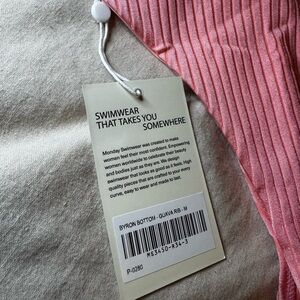 SWIMWEAR
THAT TAKES YOU
SOMEWHERE
Monday Swimwear was created to make
women feel their most confident. Empowering
women worldwide to celebrate their beauty
and bodies just as they are. We design
swimwear that looks as good as it feels. High
quality pieces that are crafted to your every
curve, easy to wear and made to last.
BYRON BOTTOM - GUAVA RIB - M
MS3450-R34-3
P-0280